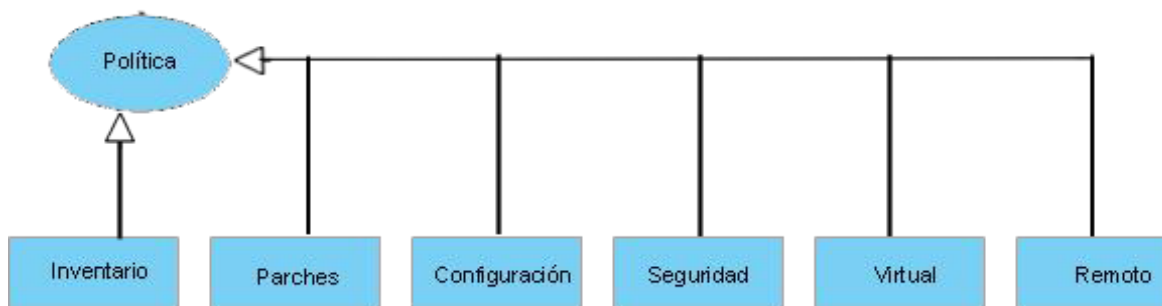 Política
Inventario
Parches
Configuración
Seguridad
Virtual
Remoto